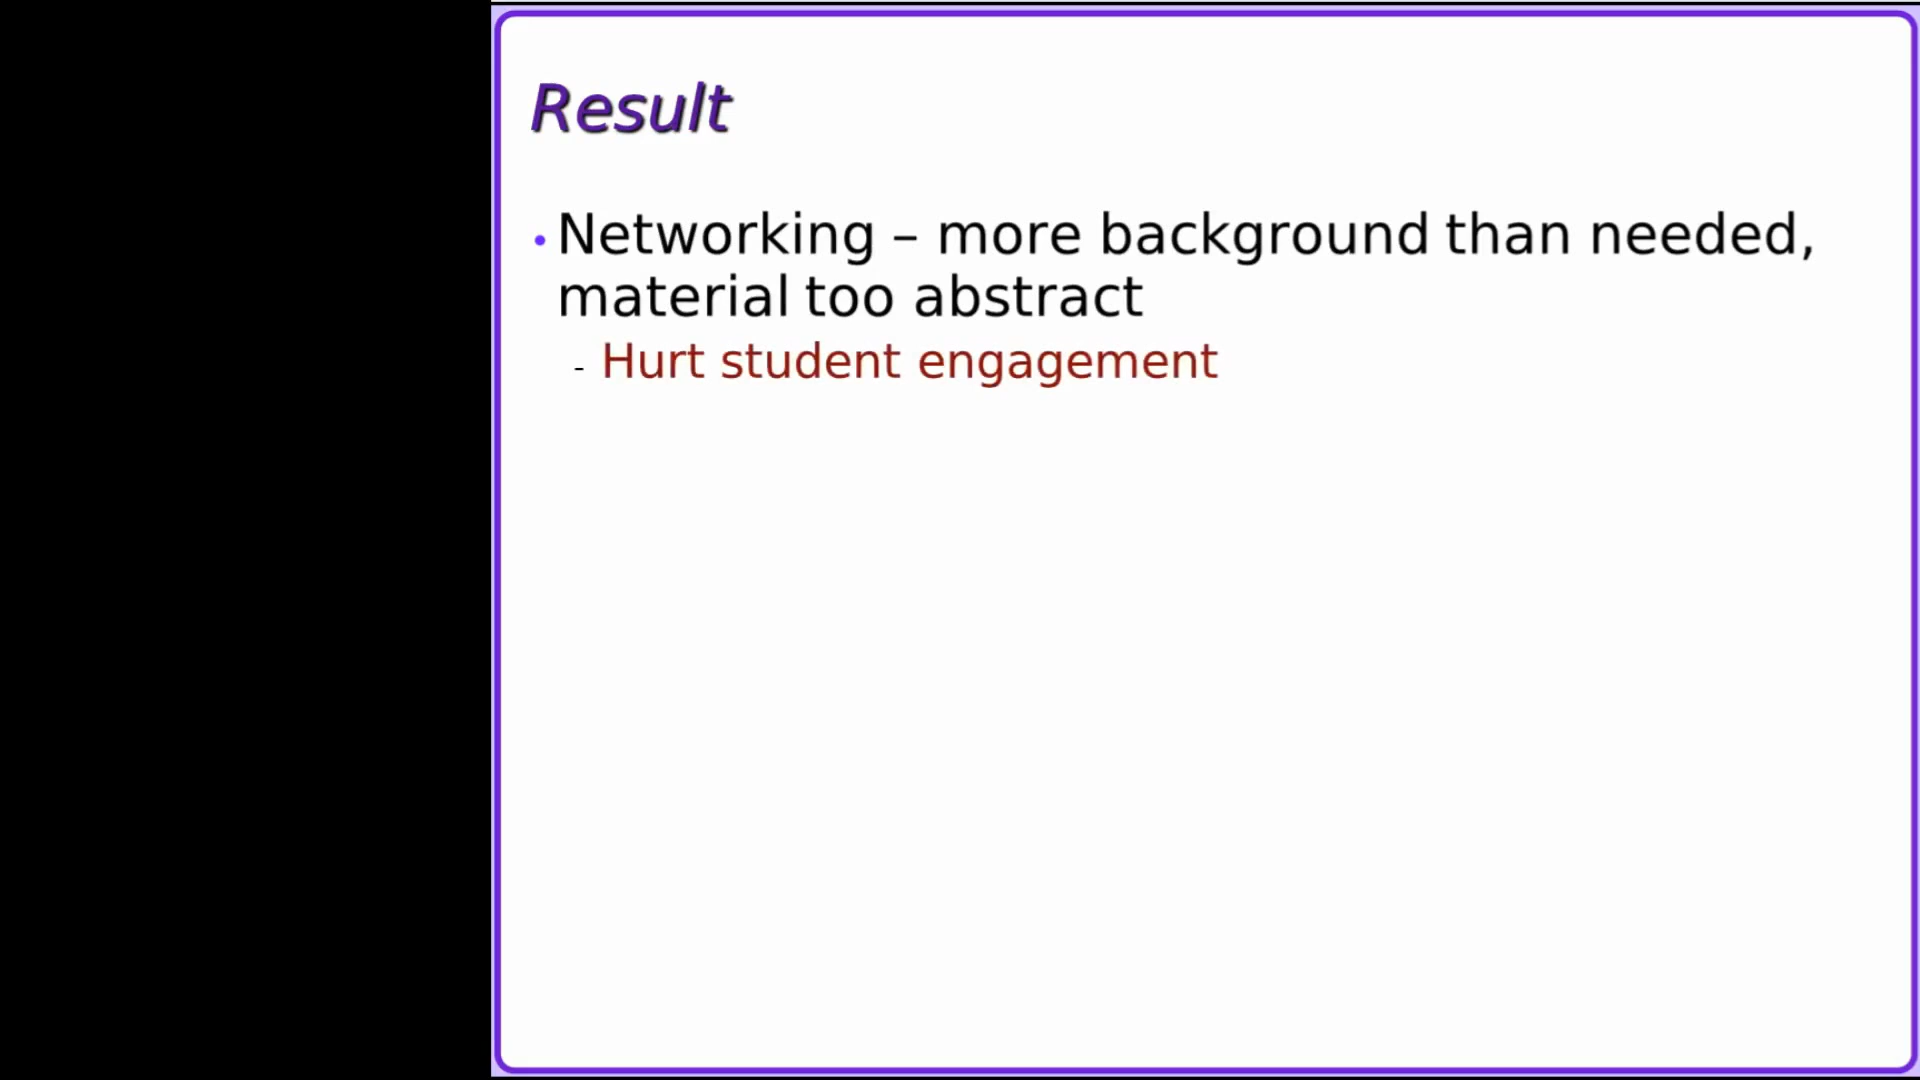 Result
• Networking – more background than needed,
material too abstract
- Hurt student engagement